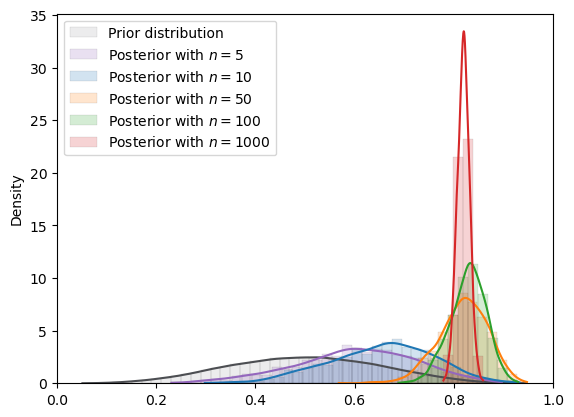 Prior distribution
Posterior with n = 5
Posterior with n = 10
Posterior with n = 50
Posterior with n = 100
Posterior with n = 1000
Density
35
30
25
20
15
10
5
0
0.0 0.2 0.4 0.6 0.8 1.0